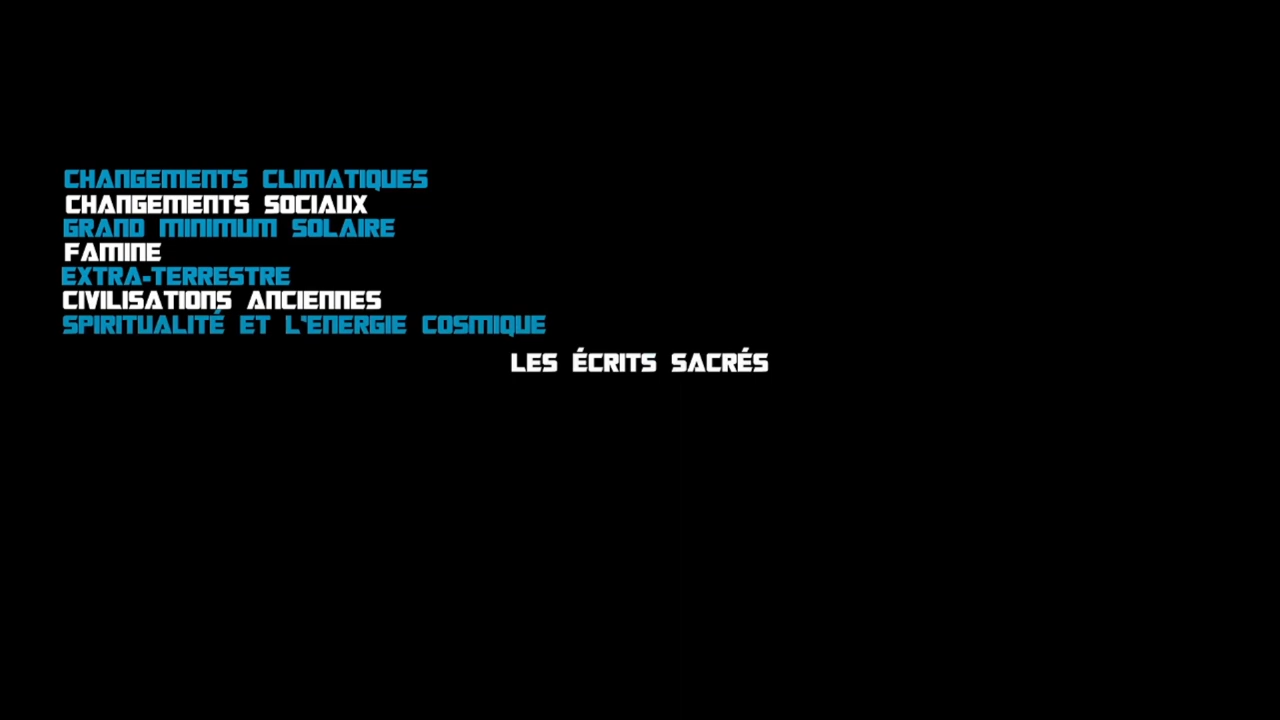 CHANGEMENTS CLIMATIQUES
CHANGEMENTS SOCIAUX
GRAND MINIMUM SOLAIRE
FAMINE
EXTRA-TERRESTRE
CIVILISATIONS ANCIENNES
SPIRITUALITÉ ET L'ENERGIE COSMIQUE
LES ÉCRITS SACRÉS